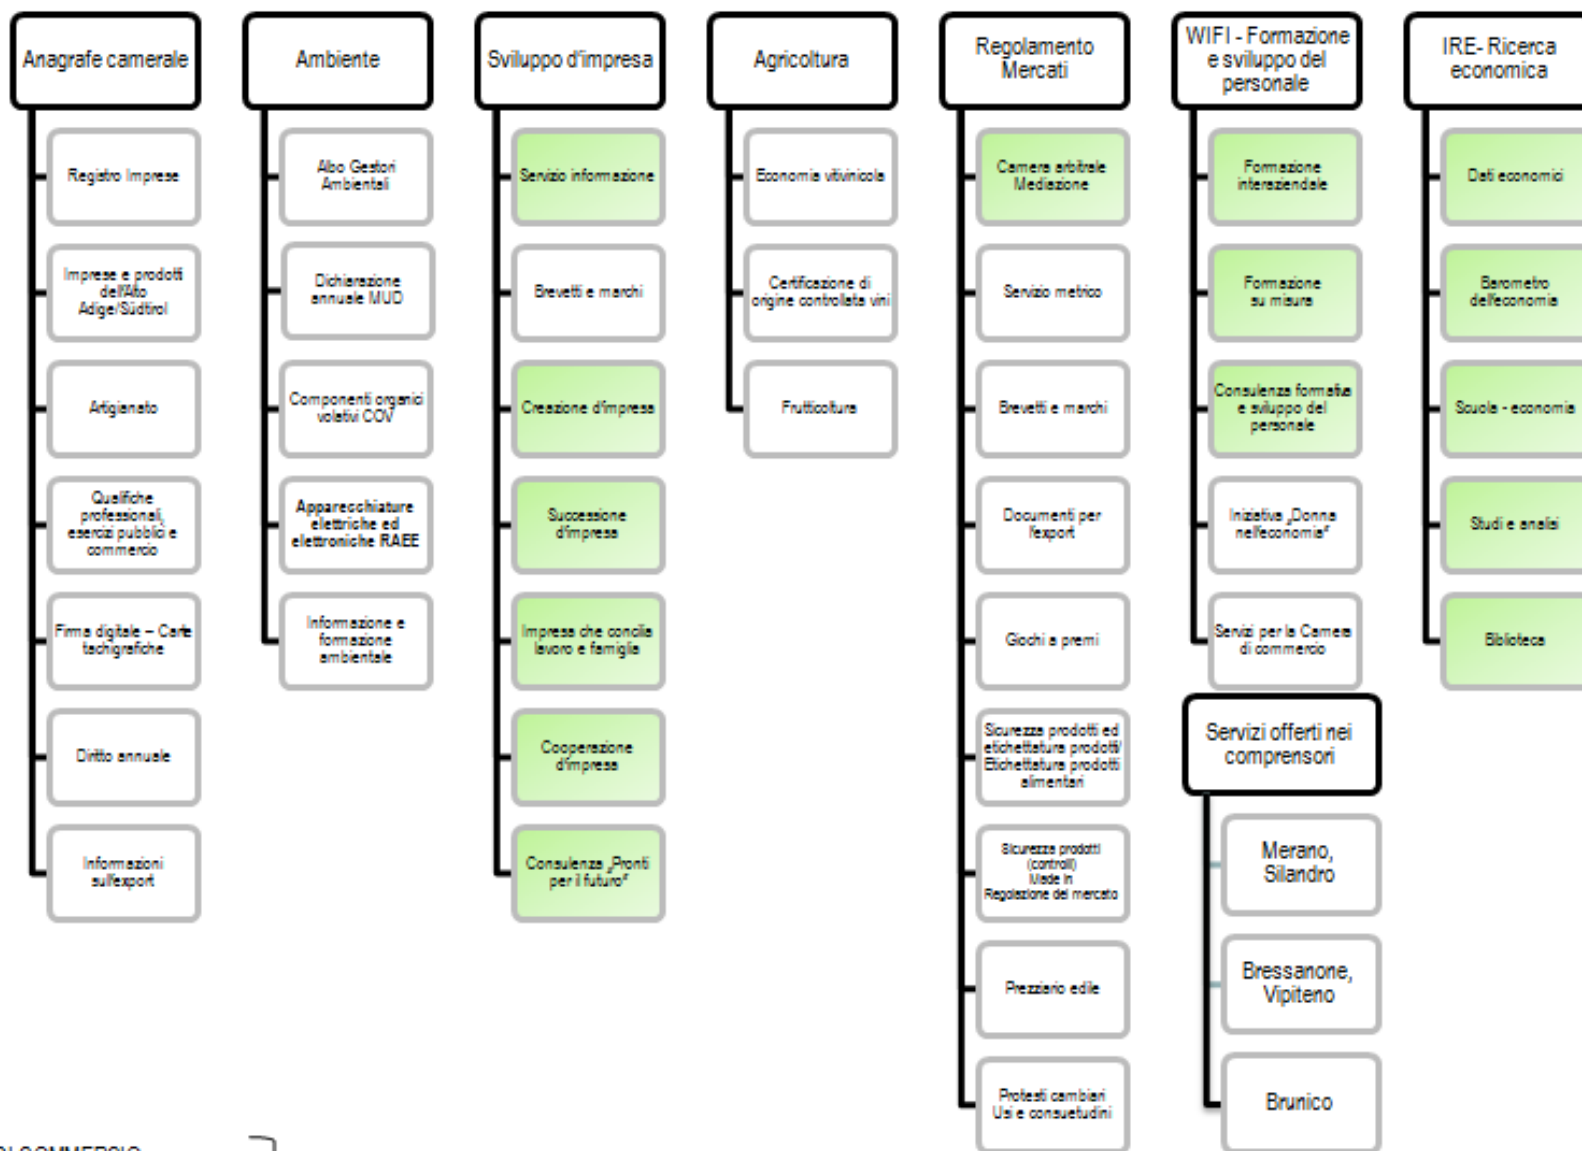 Anagrafe camerale
Registro Imprese
Imprese e prodotti
dell'Alto
Adige/Südtirol
Artigianato
Qualifiche
professionali,
esercizi pubblici e
commercio
Firma digitale – Carte
tachigrafiche
Diritto annuale
Informazioni
sull'export
Ambiente
Albo Gestori
Ambientali
Dichiarazione
annuale MUD
Componenti organici
volativi COV
Apparecchiature
elettriche ed
elettroniche RAEE
Informazione e
formazione
ambientale
Sviluppo d'impresa
Servizio informazione
Brevetti e marchi
Creazione d'impresa
Successione
d'impresa
Impresa che concilia
lavoro e famiglia
Cooperazione
d'impresa
Consulenza „Pronti
per il futuro"
Agricoltura
Economia vitivinicola
Certificazione di
origine controllata vini
Frutticoltura
Regolamento
Mercati
Camera arbitrale
Mediazione
Servizio metrico
Brevetti e marchi
Documenti per
l'export
Giochi a premi
Sicurezza prodotti ed
etichettatura prodotti/
Etichettatura prodotti
alimentari
Sicurezza prodotti
(controlli)
Made in
Regolazione del mercato
Prezziario edile
Protesti cambiari
Usi e consuetudini
WIFI - Formazione
e sviluppo del
personale
Formazione
interaziendale
Formazione
su misura
Consulenza formativa
e sviluppo del
personale
Iniziativa „Donna
nell'economia"
Servizi per la Camera
di commercio
Servizi offerti nei
comprensori
Merano,
Silandro
Bressanone,
Vipiteno
Brunico
IRE- Ricerca
economica
Dati economici
Barometro
dell'economia
Scuola - economia
Studi e analisi
Biblioteca